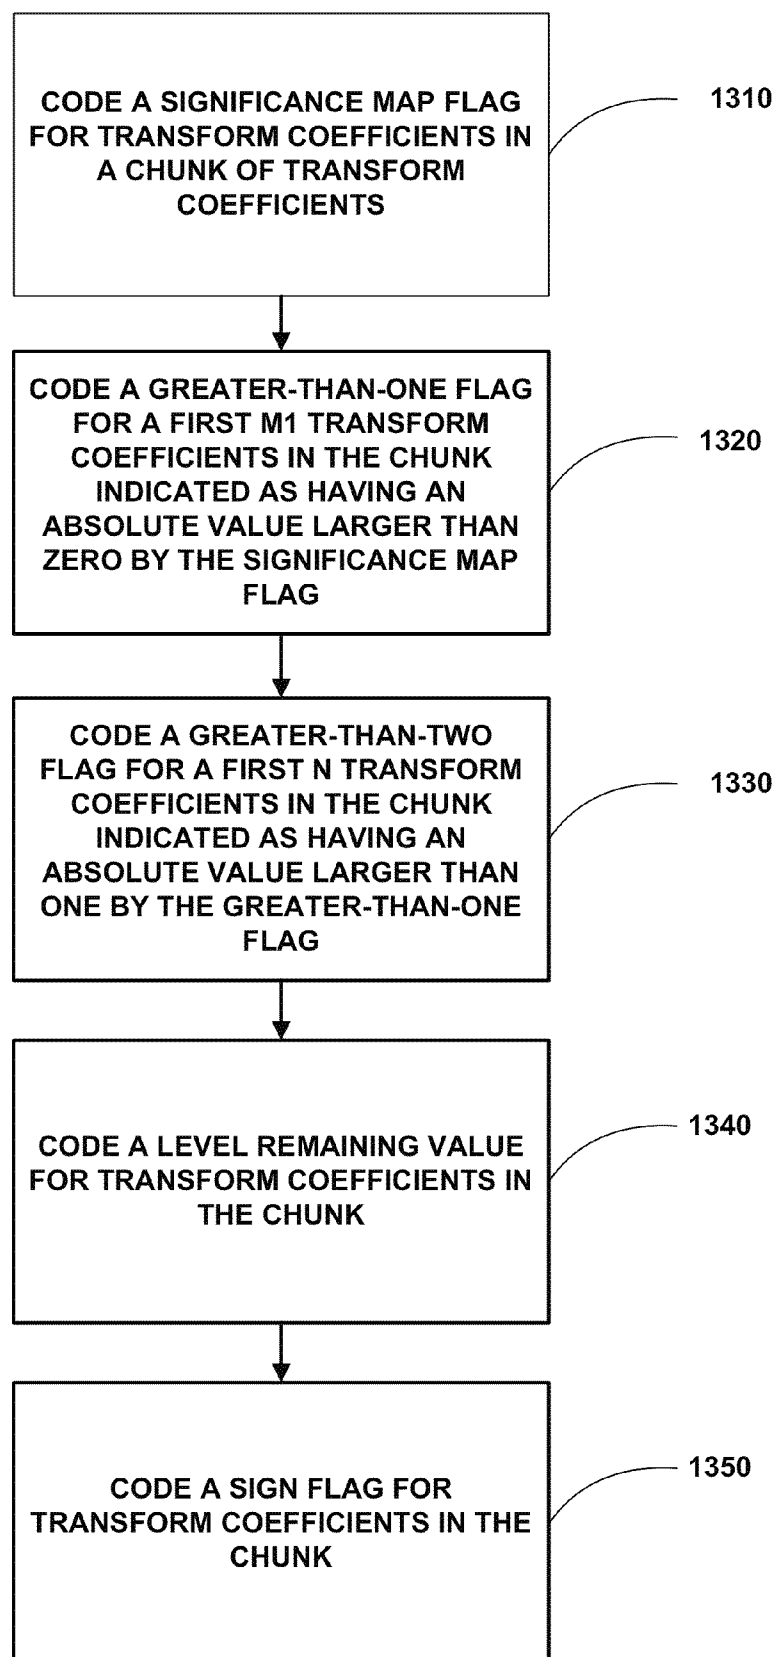 CODE A SIGNIFICANCE MAP FLAG
FOR TRANSFORM COEFFICIENTS IN
A CHUNK OF TRANSFORM
COEFFICIENTS
1310
CODE A GREATER-THAN-ONE FLAG
FOR A FIRST M1 TRANSFORM
COEFFICIENTS IN THE CHUNK
INDICATED AS HAVING AN
ABSOLUTE VALUE LARGER THAN
ZERO BY THE SIGNIFICANCE MAP
FLAG
1320
CODE A GREATER-THAN-TWO
FLAG FOR A FIRST N TRANSFORM
COEFFICIENTS IN THE CHUNK
INDICATED AS HAVING AN
ABSOLUTE VALUE LARGER THAN
ONE BY THE GREATER-THAN-ONE
FLAG
1330
CODE A LEVEL REMAINING VALUE
FOR TRANSFORM COEFFICIENTS IN
THE CHUNK
1340
CODE A SIGN FLAG FOR
TRANSFORM COEFFICIENTS IN THE
CHUNK
1350